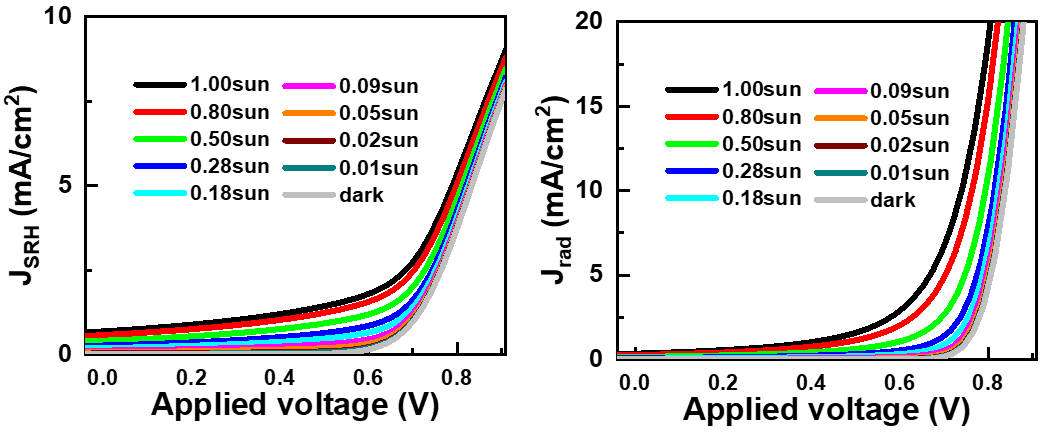 10
5
0
J_SRH (mA/cm²)
1.00sun
0.80sun
0.50sun
0.28sun
0.18sun
0.09sun
0.05sun
0.02sun
0.01sun
dark
0.0 0.2 0.4 0.6 0.8
Applied voltage (V)
20
15
10
5
0
J_rad (mA/cm²)
1.00sun
0.80sun
0.50sun
0.28sun
0.18sun
0.09sun
0.05sun
0.02sun
0.01sun
dark
0.0 0.2 0.4 0.6 0.8
Applied voltage (V)